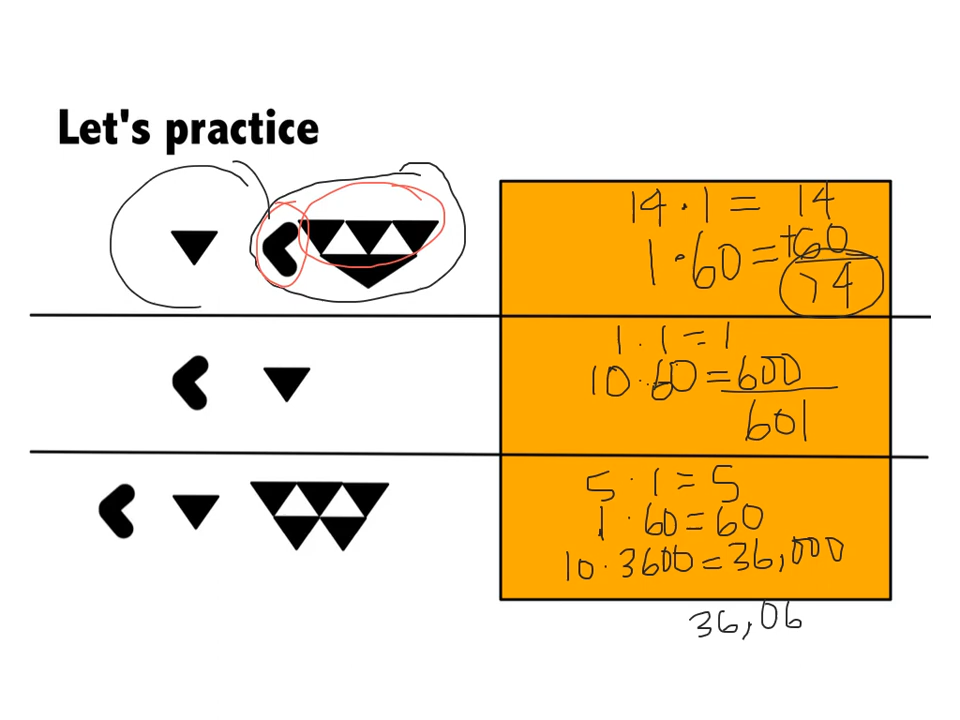 Let's practice
14 · 1 = 14
1 · 60 = +60
74
1 · 1 = 1
10 · 60 = 600
601
5 · 1 = 5
1 · 60 = 60
10 · 3600 = 36,000
36,06